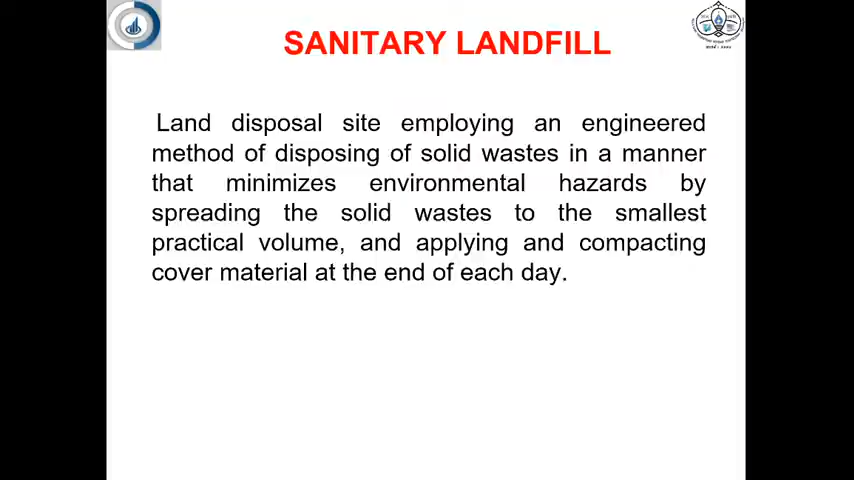 SANITARY LANDFILL
Land disposal site employing an engineered
method of disposing of solid wastes in a manner
that minimizes environmental hazards by
spreading the solid wastes to the smallest
practical volume, and applying and compacting
cover material at the end of each day.